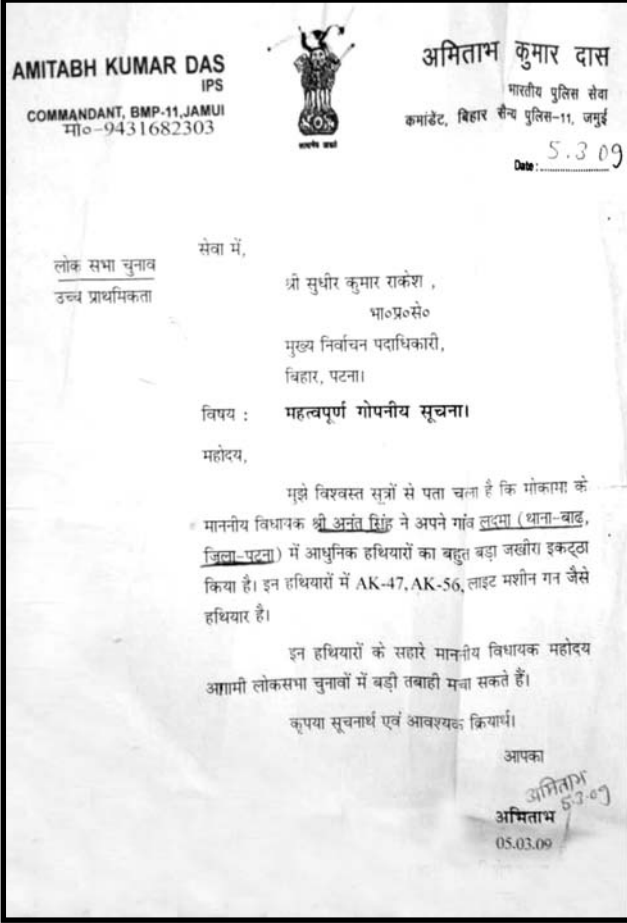 AMITABH KUMAR DAS
IPS
COMMANDANT, BMP-11,JAMUI
मो०-9431682303
सत्यमेव जयते
अमिताभ कुमार दास
भारतीय पुलिस सेवा
कमांडेंट, बिहार सैन्य पुलिस-11, जमुई
Date : 5.3 09
लोक सभा चुनाव
उच्च प्राथमिकता
सेवा में,
श्री सुधीर कुमार राकेश ,
भा०प्र०से०
मुख्य निर्वाचन पदाधिकारी,
बिहार, पटना।
विषय : महत्वपूर्ण गोपनीय सूचना।
महोदय,
मुझे विश्वस्त सूत्रों से पता चला है कि मोकामा के
माननीय विधायक श्री अनंत सिंह ने अपने गांव लदमा (थाना-बाढ,
जिला-पटना) में आधुनिक हथियारों का बहुत बड़ा जखीरा इकट्ठा
किया है। इन हथियारों में AK-47, AK-56, लाइट मशीन गन जैसे
हथियार है।
इन हथियारों के सहारे माननीय विधायक महोदय
आगामी लोकसभा चुनावों में बड़ी तबाही मचा सकते हैं।
कृपया सूचनार्थ एवं आवश्यक क्रियार्थ।
आपका
अमिताभ
5.3.09
अमिताभ
05.03.09